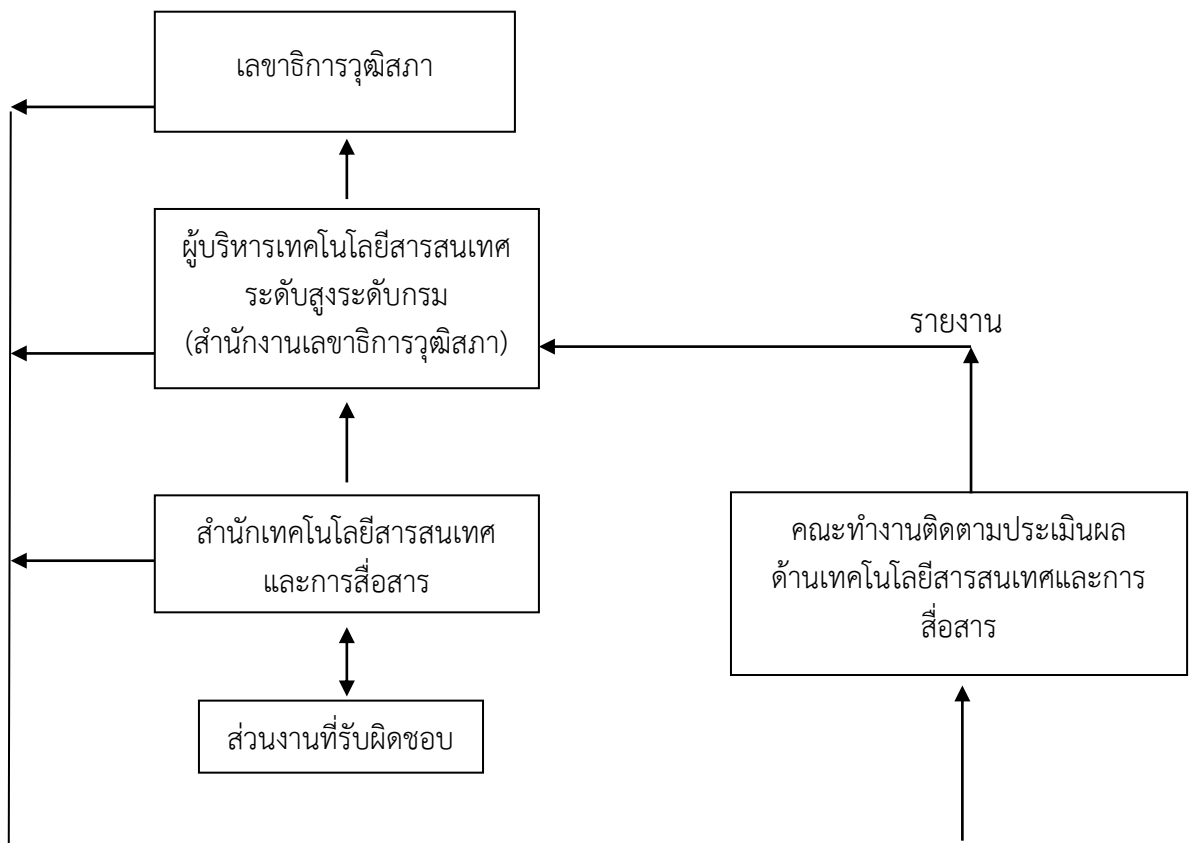 เลขาธิการวุฒิสภา
ผู้บริหารเทคโนโลยีสารสนเทศ
ระดับสูงระดับกรม
(สำนักงานเลขาธิการวุฒิสภา)
รายงาน
สำนักเทคโนโลยีสารสนเทศ
และการสื่อสาร
คณะทำงานติดตามประเมินผล
ด้านเทคโนโลยีสารสนเทศและการ
สื่อสาร
ส่วนงานที่รับผิดชอบ